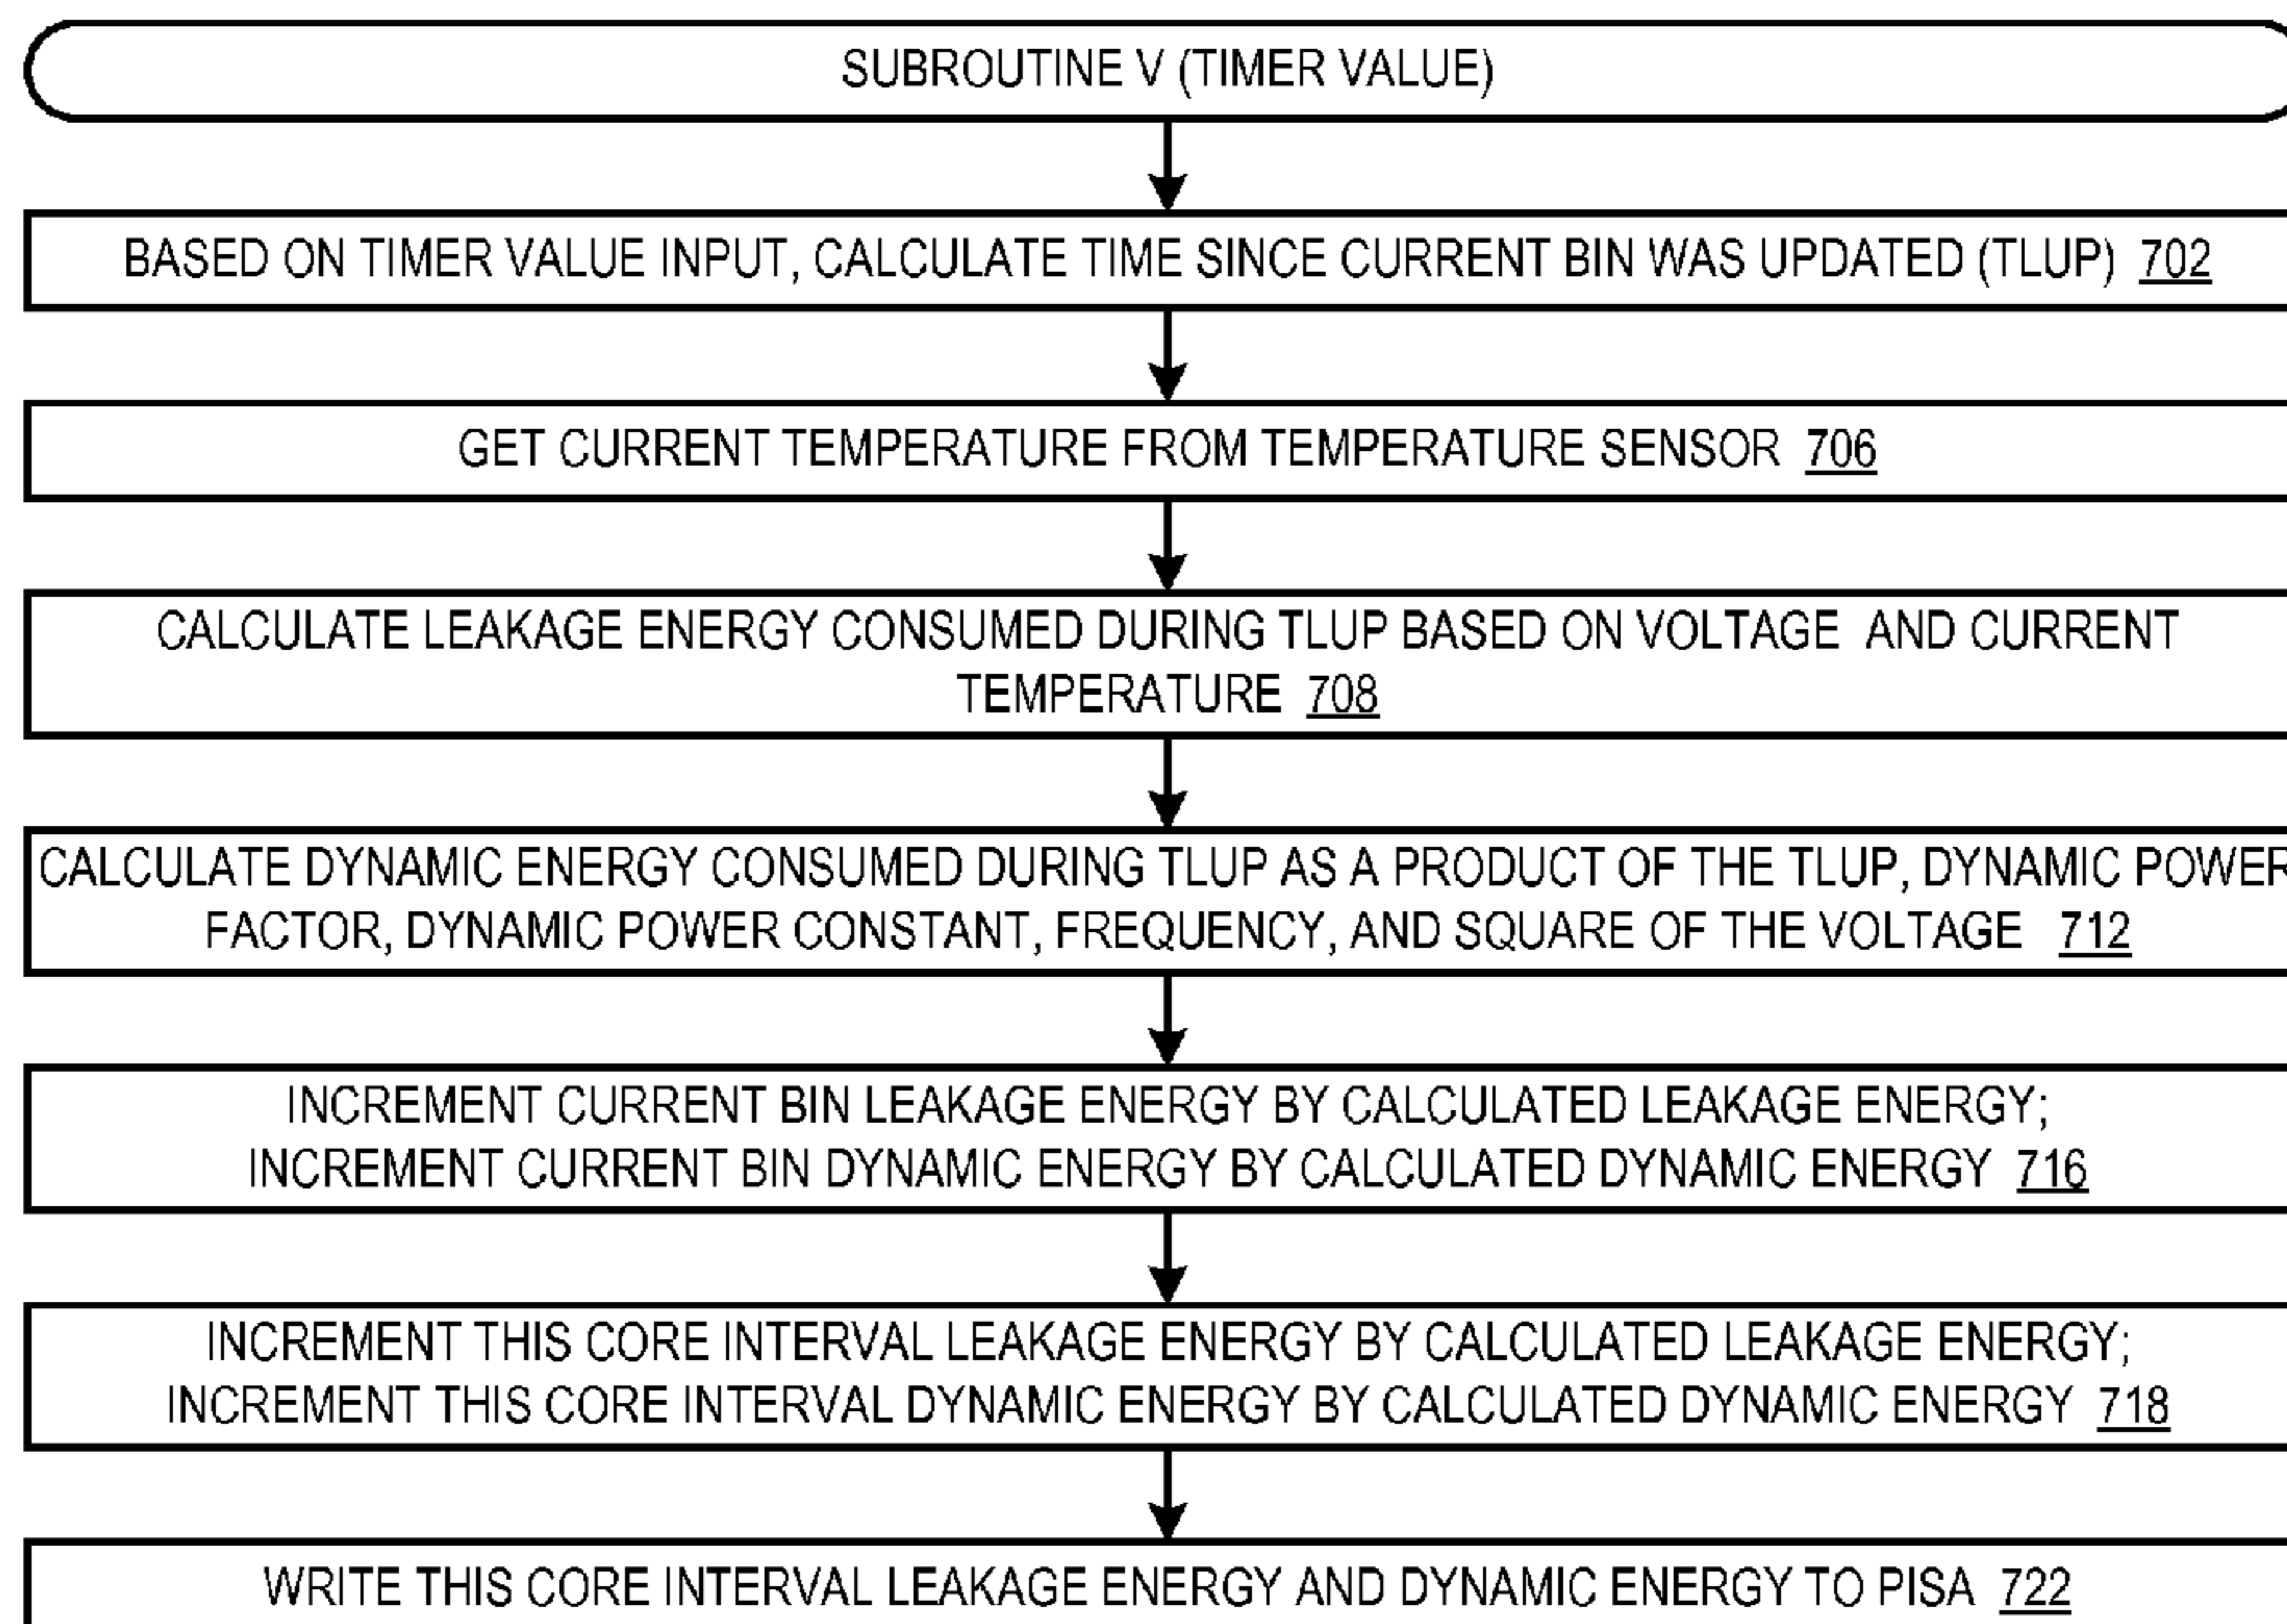 SUBROUTINE V (TIMER VALUE)
BASED ON TIMER VALUE INPUT, CALCULATE TIME SINCE CURRENT BIN WAS UPDATED (TLUP) 702
GET CURRENT TEMPERATURE FROM TEMPERATURE SENSOR 706
CALCULATE LEAKAGE ENERGY CONSUMED DURING TLUP BASED ON VOLTAGE AND CURRENT
TEMPERATURE 708
CALCULATE DYNAMIC ENERGY CONSUMED DURING TLUP AS A PRODUCT OF THE TLUP, DYNAMIC POWER
FACTOR, DYNAMIC POWER CONSTANT, FREQUENCY, AND SQUARE OF THE VOLTAGE 712
INCREMENT CURRENT BIN LEAKAGE ENERGY BY CALCULATED LEAKAGE ENERGY;
INCREMENT CURRENT BIN DYNAMIC ENERGY BY CALCULATED DYNAMIC ENERGY 716
INCREMENT THIS CORE INTERVAL LEAKAGE ENERGY BY CALCULATED LEAKAGE ENERGY;
INCREMENT THIS CORE INTERVAL DYNAMIC ENERGY BY CALCULATED DYNAMIC ENERGY 718
WRITE THIS CORE INTERVAL LEAKAGE ENERGY AND DYNAMIC ENERGY TO PISA 722